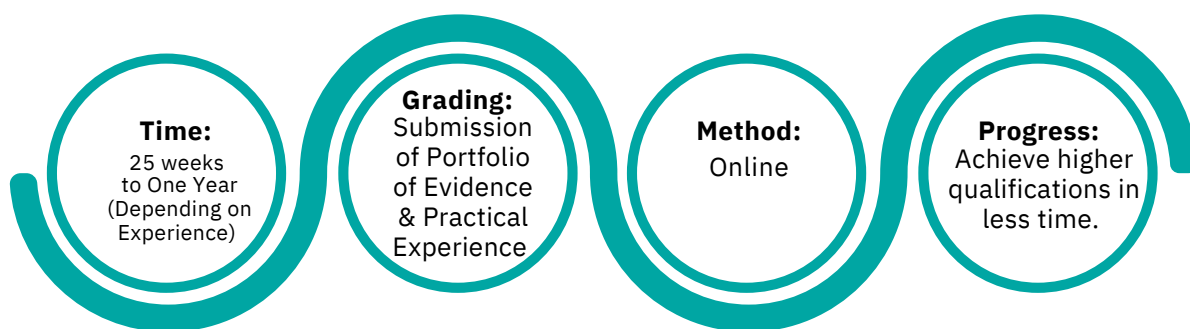 Time:
25 weeks
to One Year
(Depending on
Experience)
Grading:
Submission
of Portfolio
of Evidence
& Practical
Experience
Method:
Online
Progress:
Achieve higher
qualifications in
less time.